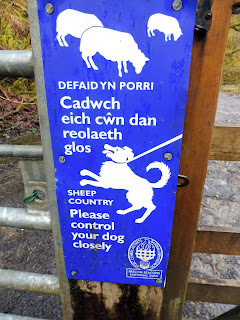 DEFAID YN PORRI
Cadwch
eich cŵn dan
reolaeth
glos
SHEEP
COUNTRY
Please
control
your dog
closely